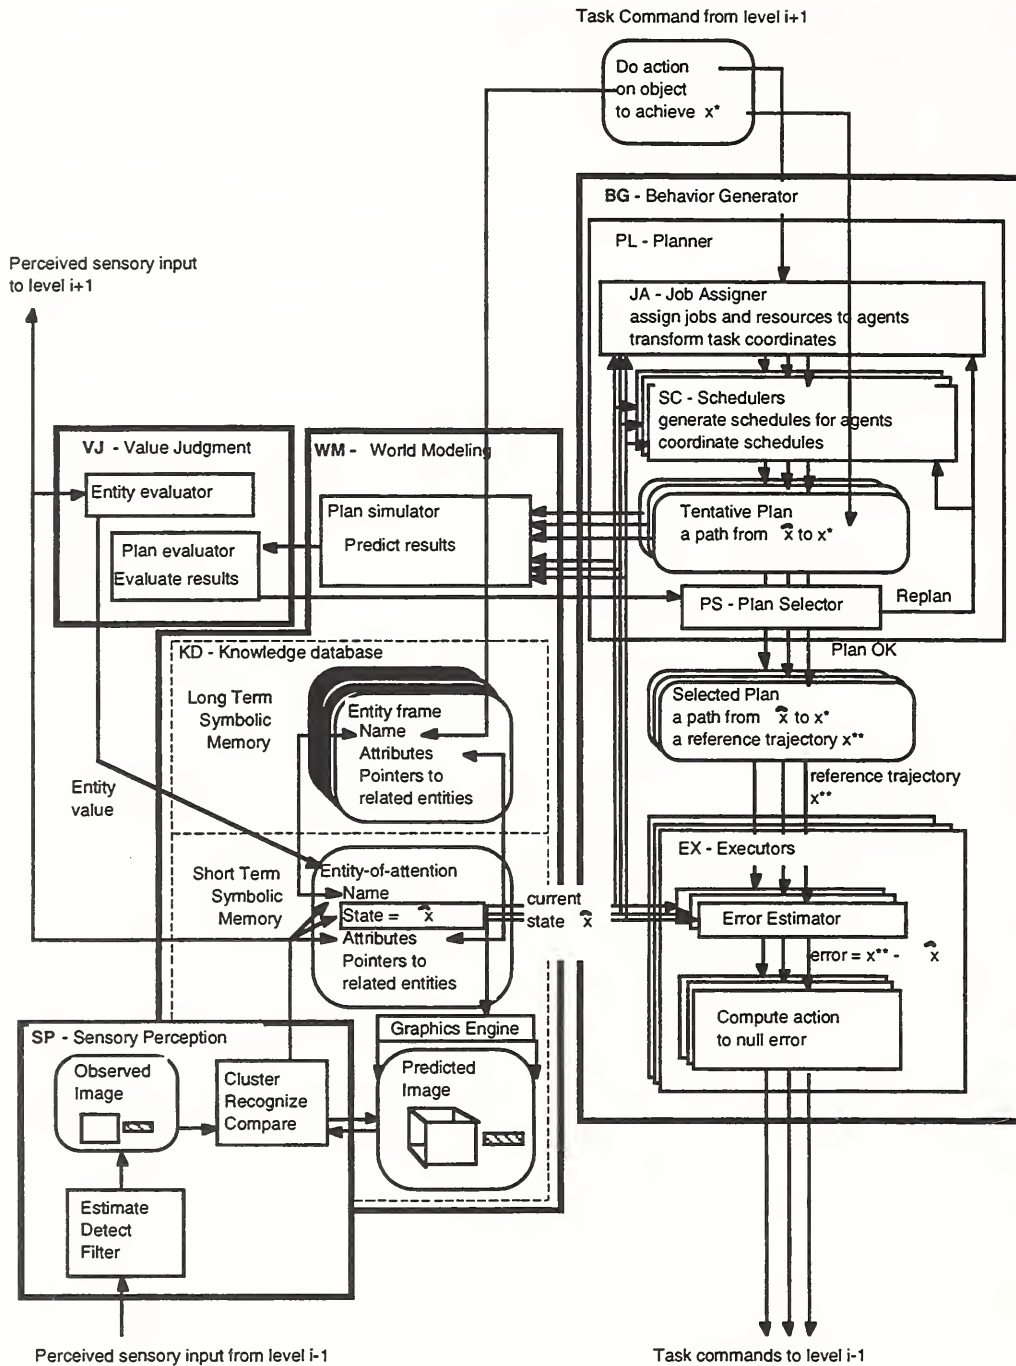 Task Command from level i+1
Do action
on object
to achieve x*
BG - Behavior Generator
PL - Planner
Perceived sensory input
to level i+1
JA - Job Assigner
assign jobs and resources to agents
transform task coordinates
SC - Schedulers
generate schedules for agents
coordinate schedules
VJ - Value Judgment
WM - World Modeling
Entity evaluator
Plan simulator
Predict results
Tentative Plan
a path from x̂ to x*
Plan evaluator
Evaluate results
PS - Plan Selector
Replan
Plan OK
KD - Knowledge database
Long Term
Symbolic
Memory
Entity frame
Name
Attributes
Pointers to
related entities
Selected Plan
a path from x̂ to x*
a reference trajectory x**
reference trajectory
x**
Entity
value
EX - Executors
Short Term
Symbolic
Memory
Entity-of-attention
Name
State = x̂
Attributes
Pointers to
related entities
current
state x̂
Error Estimator
error = x** - x̂
Compute action
to null error
SP - Sensory Perception
Graphics Engine
Observed
Image
Cluster
Recognize
Compare
Predicted
Image
Estimate
Detect
Filter
Perceived sensory input from level i-1
Task commands to level i-1